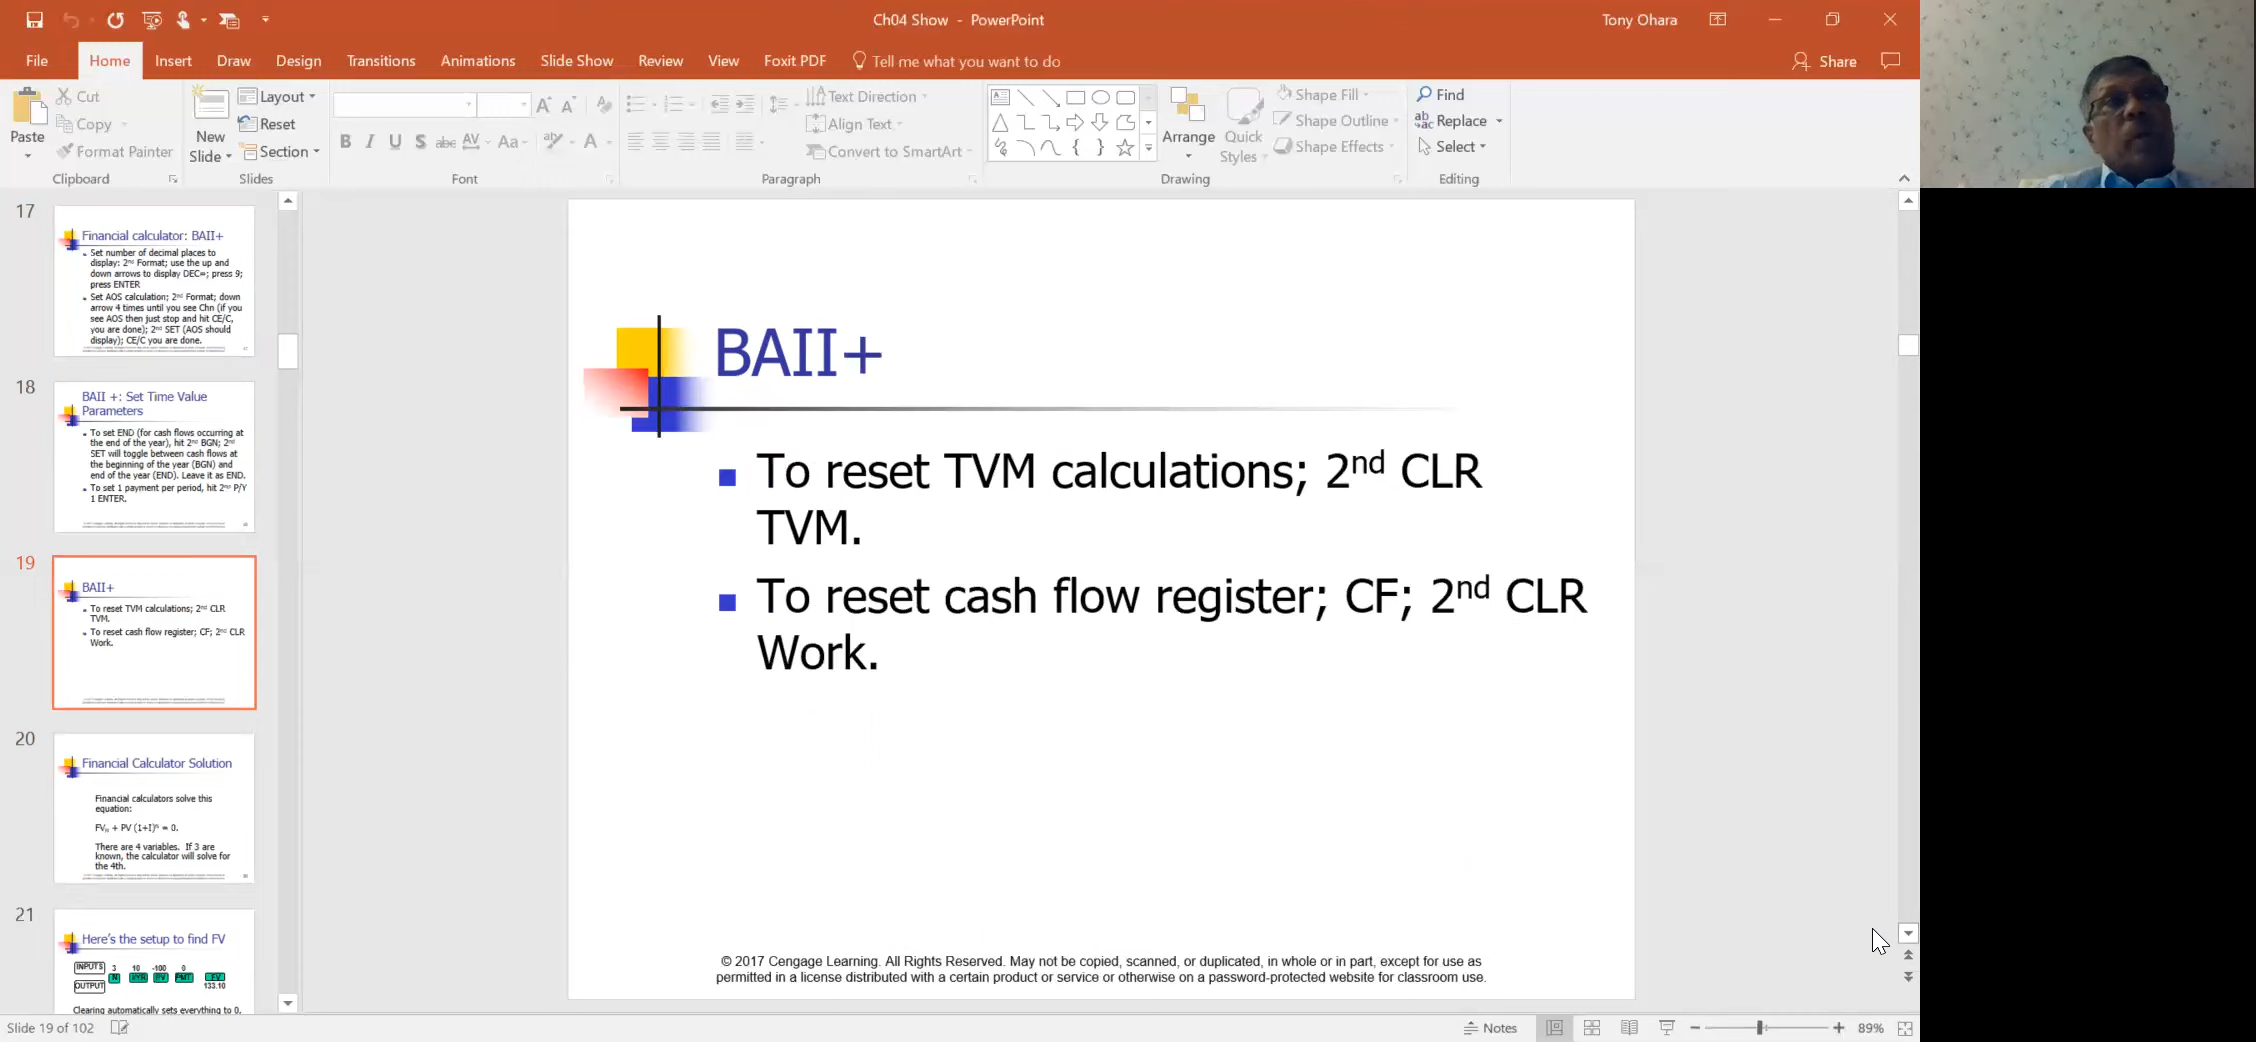 Ch04 Show - PowerPoint
Tony Ohara
File Home Insert Draw Design Transitions Animations Slide Show Review View Foxit PDF Tell me what you want to do
Share
Paste
Cut
Copy
Format Painter
Clipboard
New
Slide
Layout
Reset
Section
Slides
B I U S abc AV Aa A
Font
Text Direction
Align Text
Convert to SmartArt
Paragraph
Arrange
Quick
Styles
Shape Fill
Shape Outline
Shape Effects
Drawing
Find
Replace
Select
Editing
17
Financial calculator: BAII+
Set number of decimal places to
display: 2nd Format; use the up and
down arrows to display DEC=; press 9;
press ENTER
Set AOS calculation; 2nd Format; down
arrow 4 times until you see Chn (if you
see AOS then just stop and hit CE/C,
you are done); 2nd SET (AOS should
display); CE/C you are done.
18
BAII +: Set Time Value
Parameters
To set END (for cash flows occurring at
the end of the year), hit 2nd BGN; 2nd
SET will toggle between cash flows at
the beginning of the year (BGN) and
end of the year (END). Leave it as END.
To set 1 payment per period, hit 2nd P/Y
1 ENTER.
19
BAII+
To reset TVM calculations; 2nd CLR
TVM.
To reset cash flow register; CF; 2nd CLR
Work.
20
Financial Calculator Solution
Financial calculators solve this
equation:
FVN + PV (1+I)N = 0.
There are 4 variables. If 3 are
known, the calculator will solve for
the 4th.
21
Here's the setup to find FV
INPUTS 3 10 -100 0
N I/YR PV PMT FV
OUTPUT 133.10
Clearing automatically sets everything to 0,
BAII+
To reset TVM calculations; 2nd CLR
TVM.
To reset cash flow register; CF; 2nd CLR
Work.
© 2017 Cengage Learning. All Rights Reserved. May not be copied, scanned, or duplicated, in whole or in part, except for use as
permitted in a license distributed with a certain product or service or otherwise on a password-protected website for classroom use.
Slide 19 of 102
Notes
89%